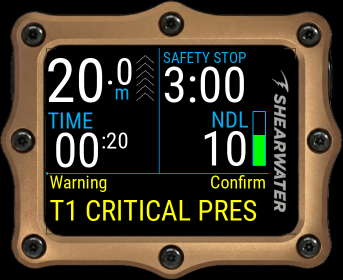 20.0 m
SAFETY STOP
3:00
TIME
00:20
NDL
10
Warning Confirm
T1 CRITICAL PRES
SHEARWATER